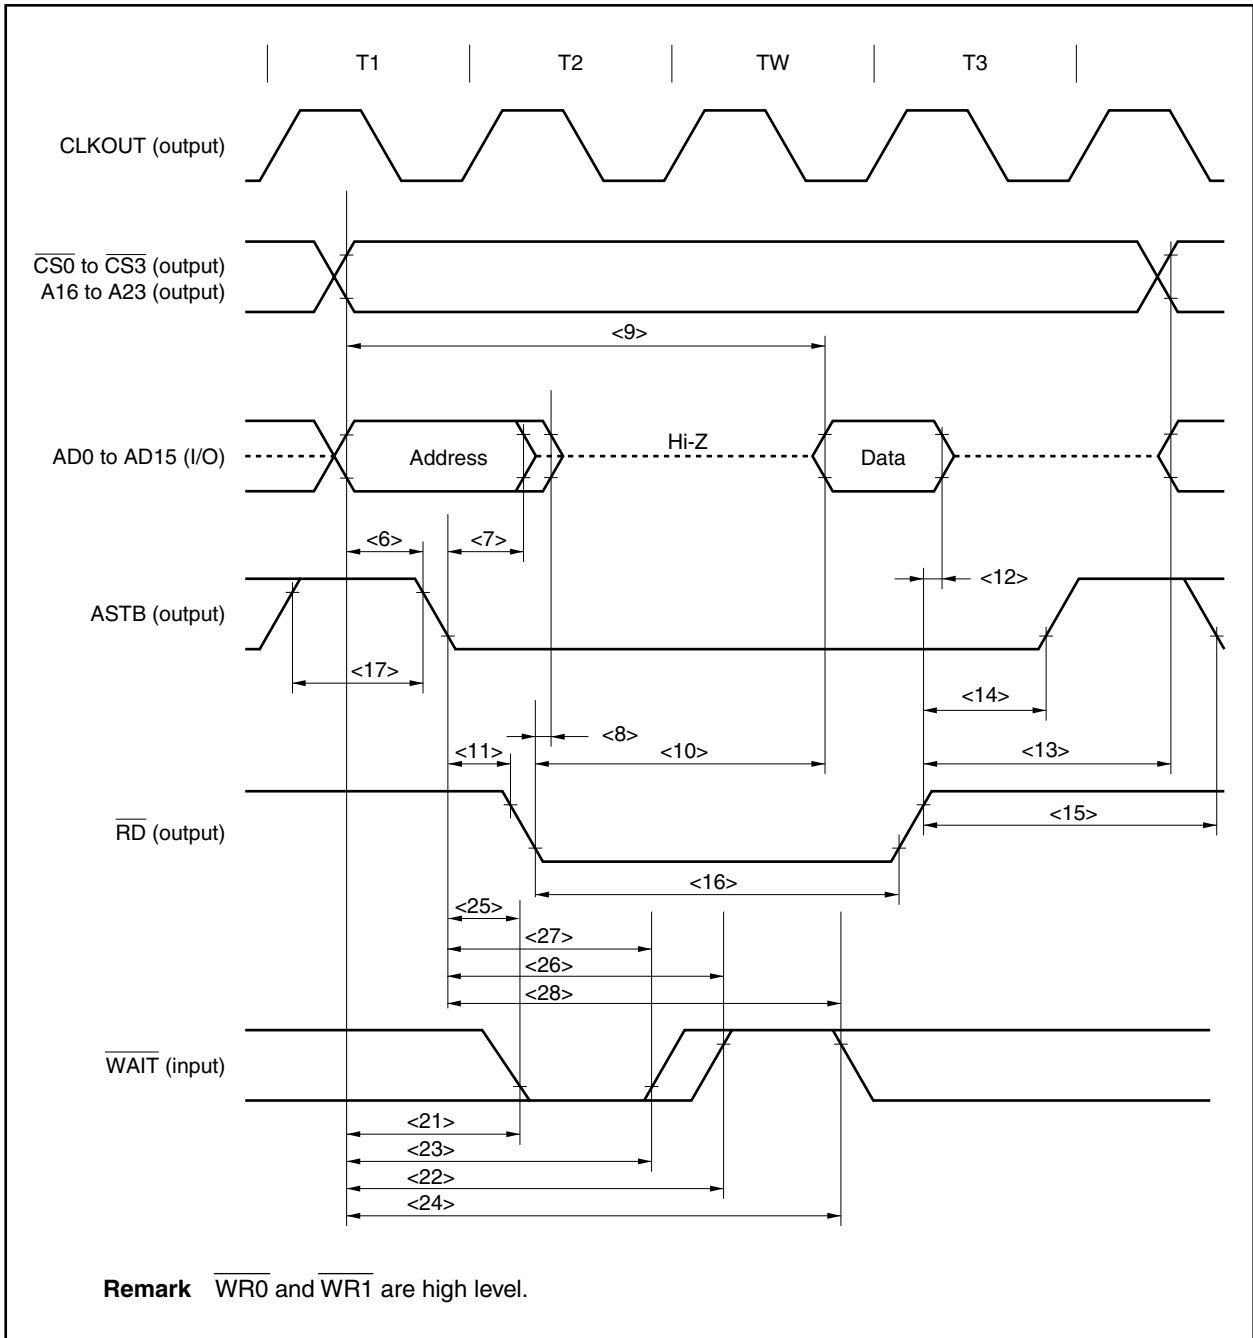 T1 T2 TW T3
CLKOUT (output)
CS0 to CS3 (output)
A16 to A23 (output)
<9>
AD0 to AD15 (I/O)
Address
Hi-Z
Data
<6>
<7>
<12>
ASTB (output)
<17>
<14>
<8>
<11>
<10>
<13>
RD (output)
<15>
<16>
<25>
<27>
<26>
<28>
WAIT (input)
<21>
<23>
<22>
<24>
Remark WR0 and WR1 are high level.